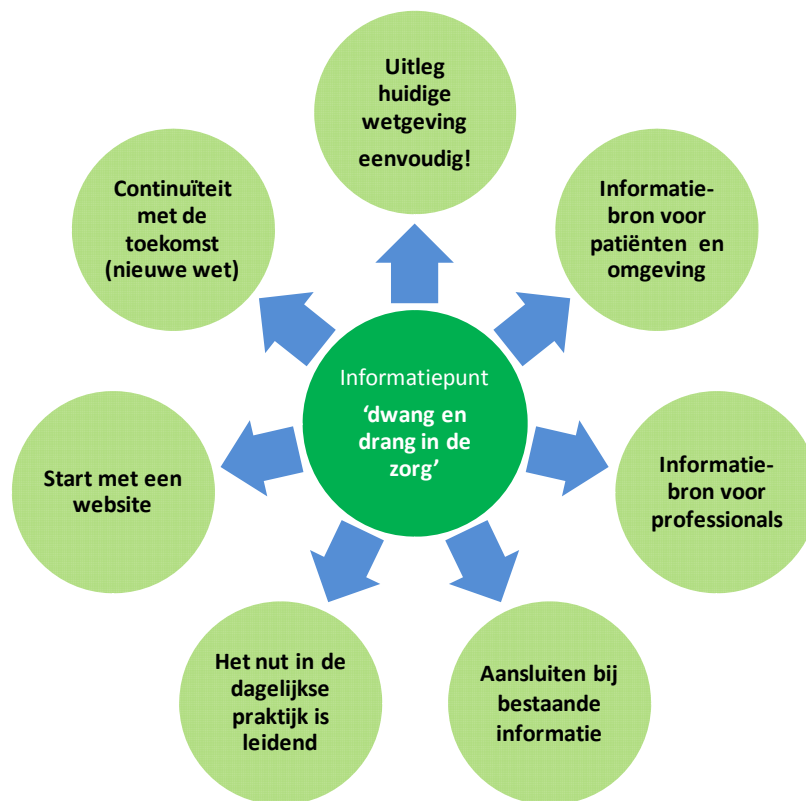 Uitleg
huidige
wetgeving
eenvoudig!
Informatie-
bron voor
patiënten en
omgeving
Informatie-
bron voor
professionals
Aansluiten bij
bestaande
informatie
Het nut in de
dagelijkse
praktijk is
leidend
Start met een
website
Continuïteit
met de
toekomst
(nieuwe wet)
Informatiepunt
‘dwang en
drang in de
zorg’